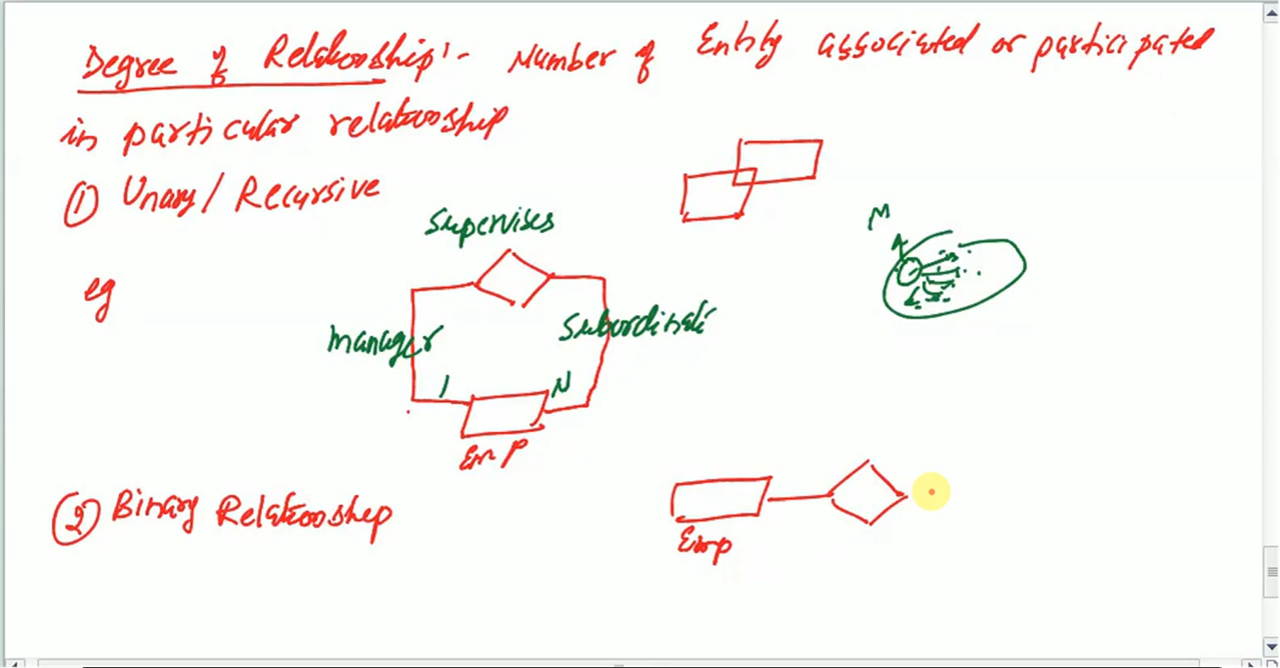 Degree of Relationship :- Number of Entity associated or participated
in particular relationship
① Unary / Recursive
Supervises
M
eg
manager
Subordinate
1
N
Emp
② Binary Relationship
Emp